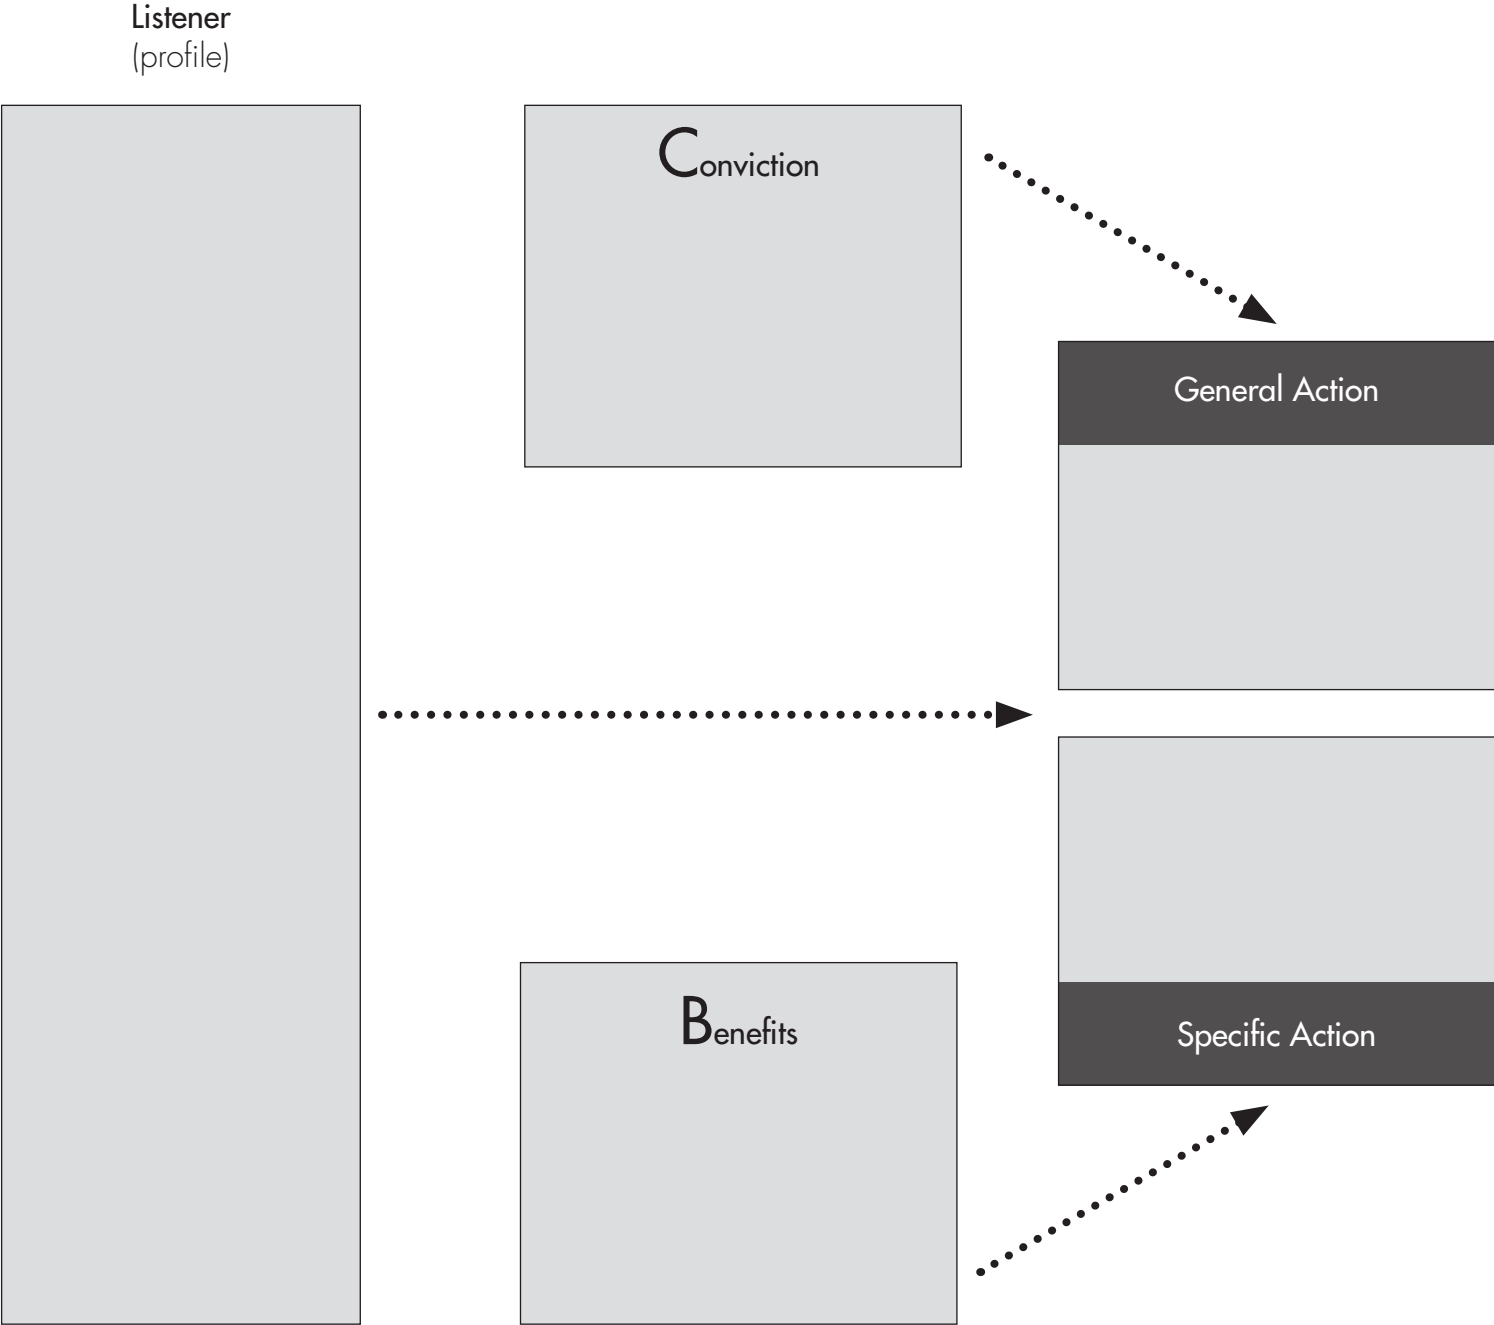 Listener
(profile)
Conviction
General Action
Specific Action
Benefits